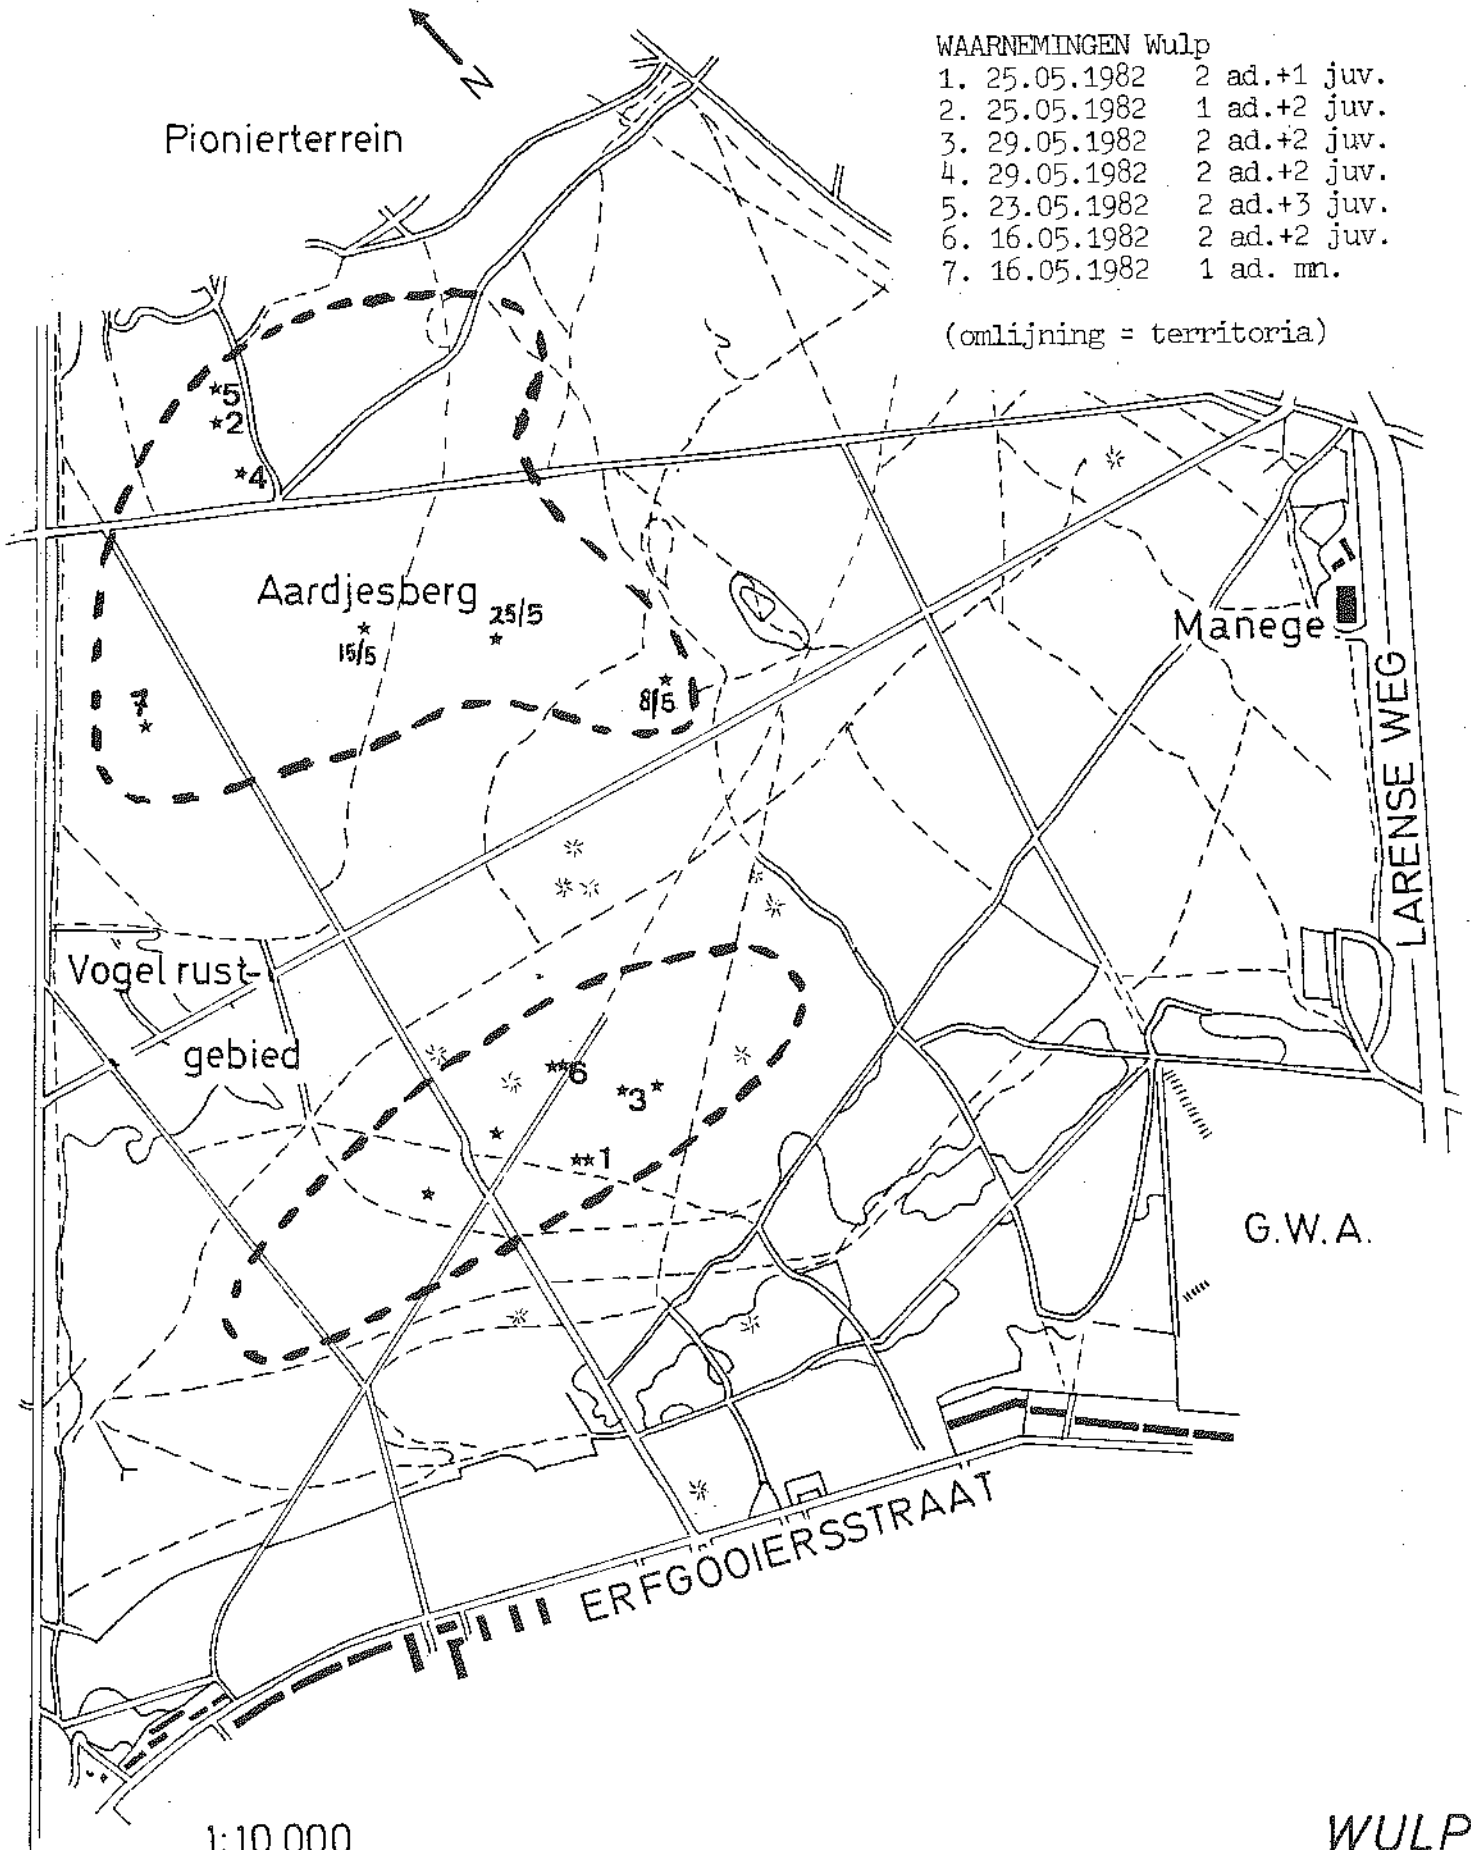 N
WAARNEMINGEN Wulp
1. 25.05.1982 2 ad.+1 juv.
2. 25.05.1982 1 ad.+2 juv.
3. 29.05.1982 2 ad.+2 juv.
4. 29.05.1982 2 ad.+2 juv.
5. 23.05.1982 2 ad.+3 juv.
6. 16.05.1982 2 ad.+2 juv.
7. 16.05.1982 1 ad. mn.
(omlijning = territoria)
Pionierterrein
5
2
4
Aardjesberg
25/5
15/5
8/5
7
Manege
LARENSE WEG
Vogelrust-
gebied
6
3
1
G.W.A.
ERFGOOIERSSTRAAT
1:10 000
WULP